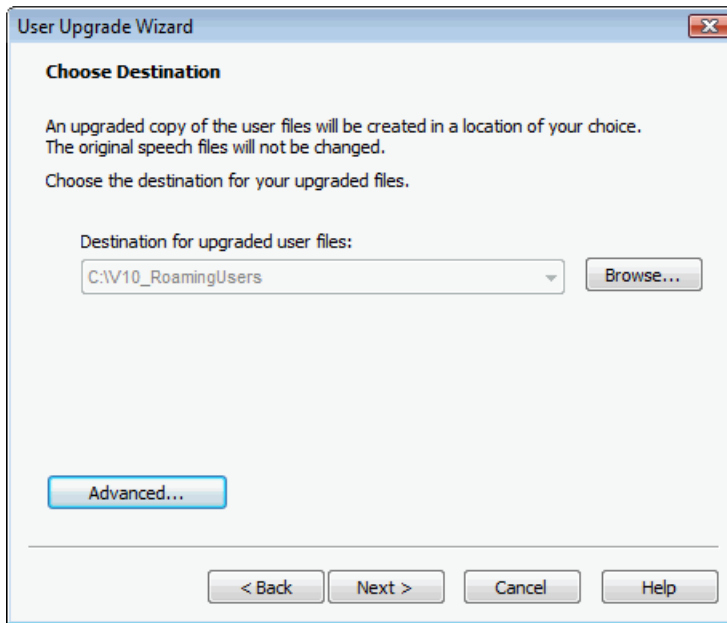 User Upgrade Wizard
Choose Destination
An upgraded copy of the user files will be created in a location of your choice.
The original speech files will not be changed.
Choose the destination for your upgraded files.
Destination for upgraded user files:
C:\V10_RoamingUsers
Browse...
Advanced...
< Back
Next >
Cancel
Help